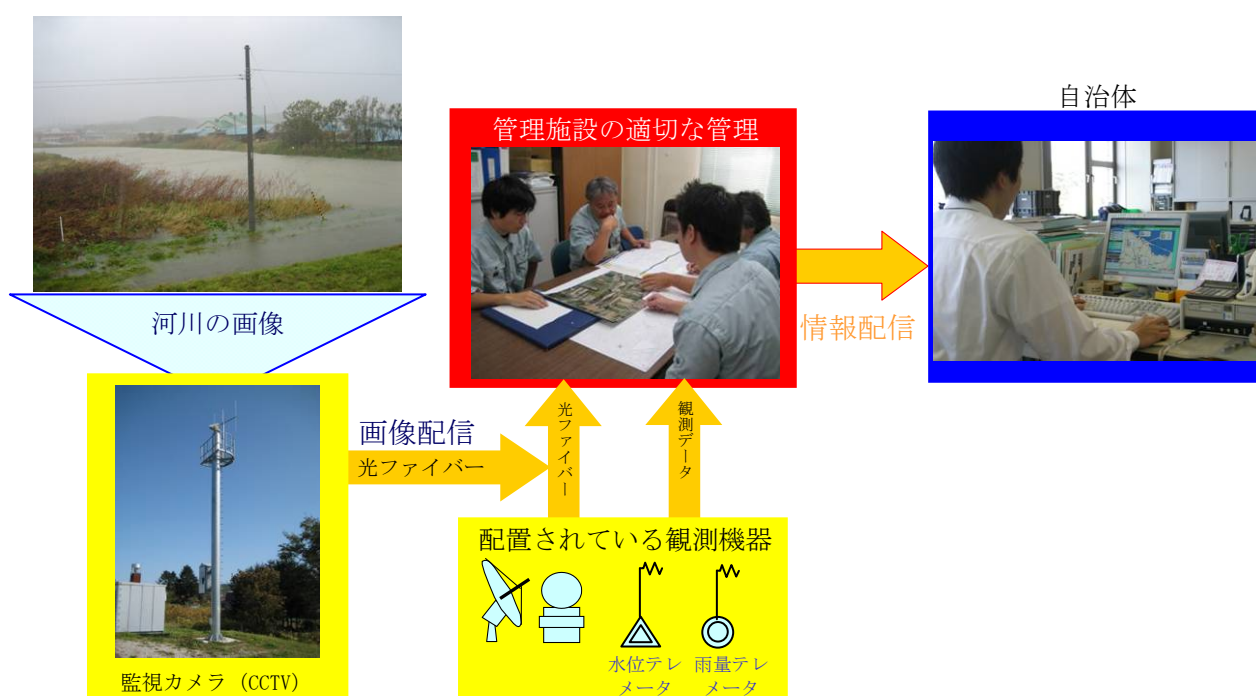 自治体
管理施設の適切な管理
河川の画像
情報配信
画像配信
光ファイバー
光ファイバー
観測データ
配置されている観測機器
水位テレ
メータ
雨量テレ
メータ
監視カメラ (CCTV)